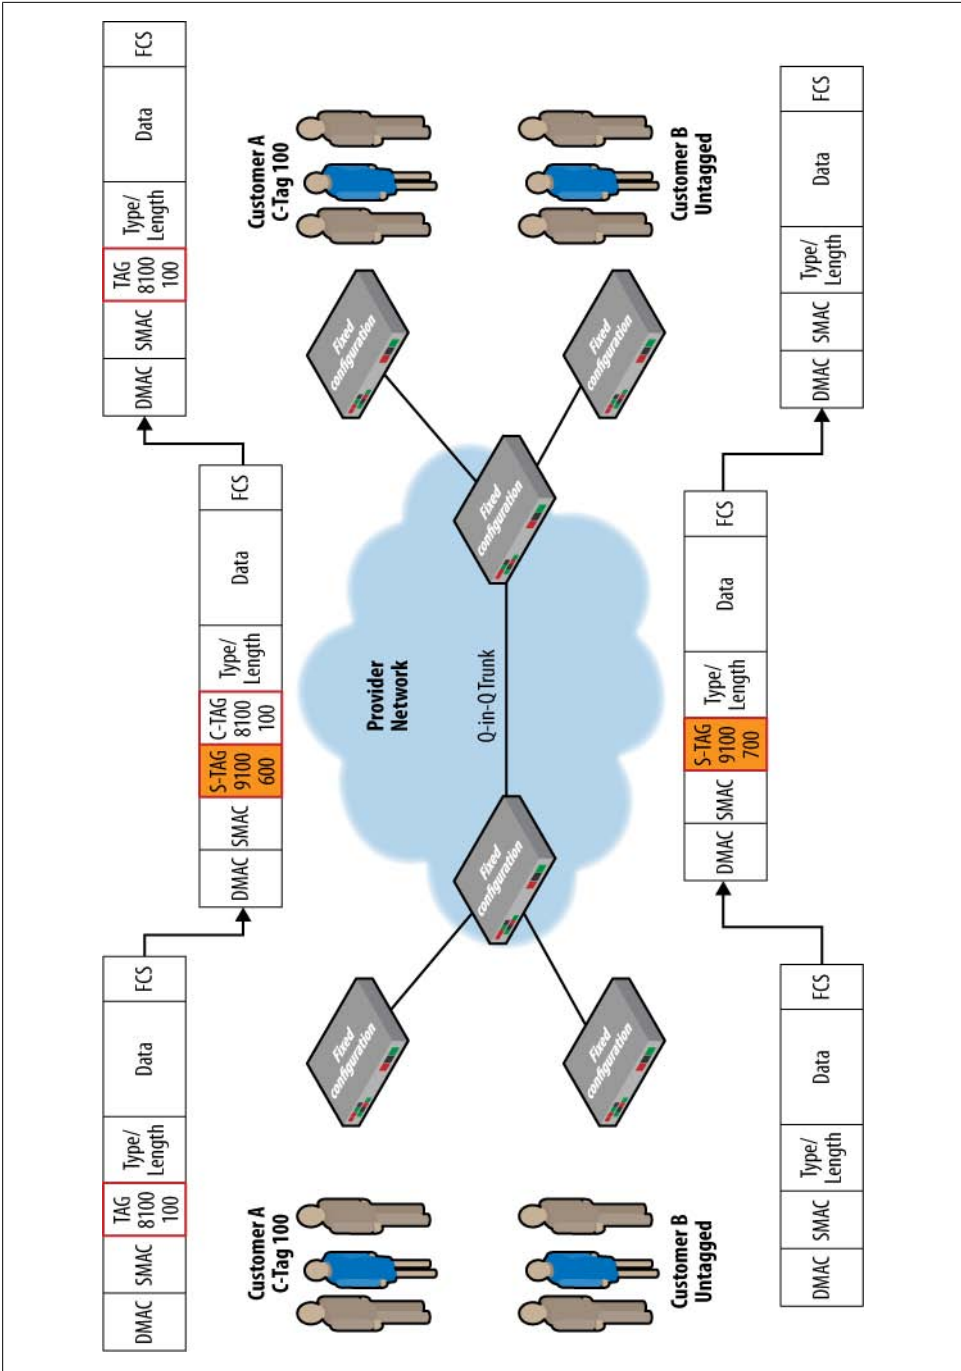 DMAC
SMAC
TAG
8100
100
Type/
Length
Data
FCS
DMAC
SMAC
TAG
8100
100
Type/
Length
Data
FCS
DMAC
SMAC
S-TAG
9100
600
C-TAG
8100
100
Type/
Length
Data
FCS
Customer A
C-Tag 100
Customer A
C-Tag 100
Fixed
configuration
Provider
Network
Fixed
configuration
Fixed
configuration
Q-in-Q Trunk
Fixed
configuration
Fixed
configuration
Fixed
configuration
Customer B
Untagged
Customer B
Untagged
DMAC
SMAC
S-TAG
9100
700
Type/
Length
Data
FCS
DMAC
SMAC
Type/
Length
Data
FCS
DMAC
SMAC
Type/
Length
Data
FCS